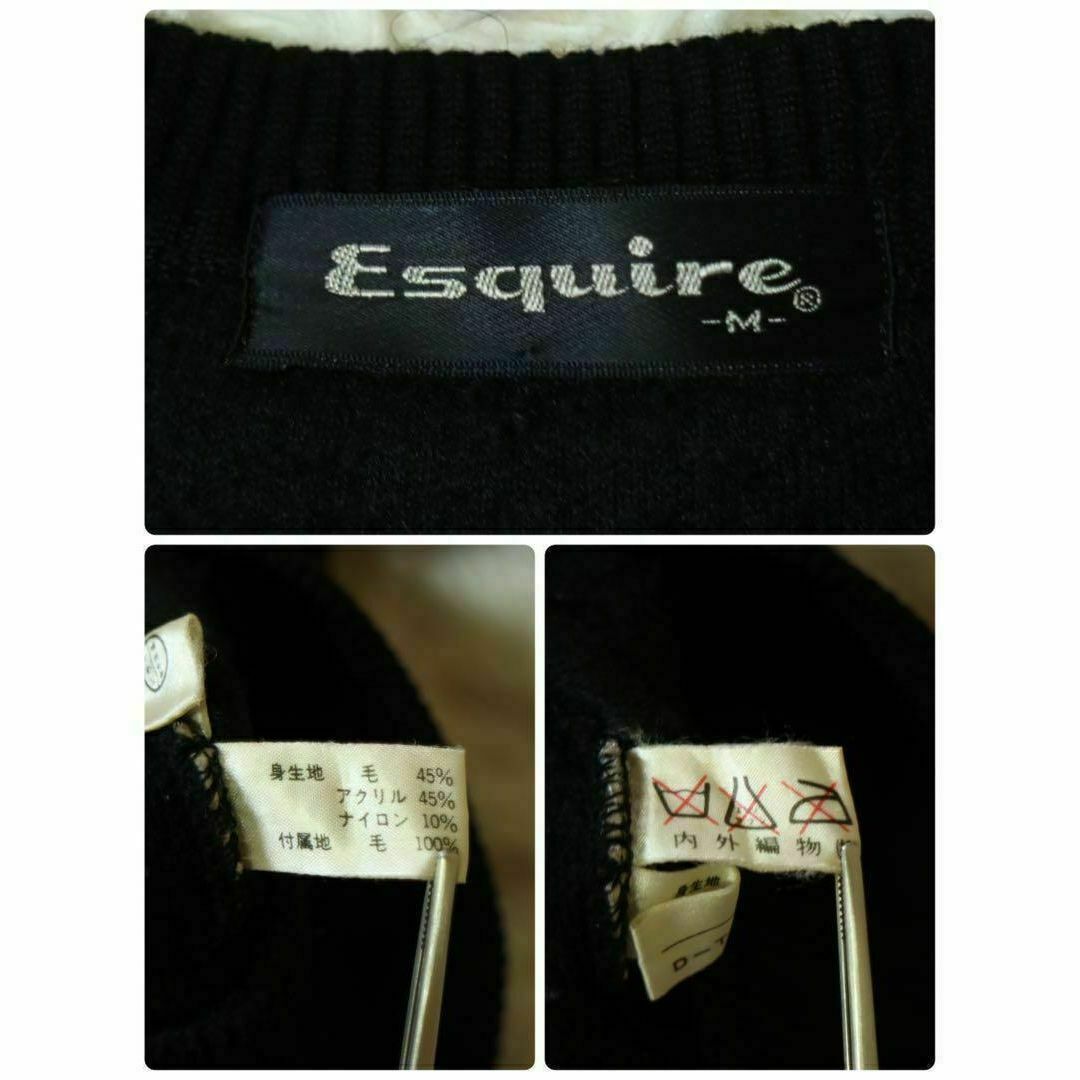 Esquire®
-M-
身生地 毛 45%
アクリル 45%
ナイロン 10%
付属地 毛 100%
内外編物
身生地
D-T